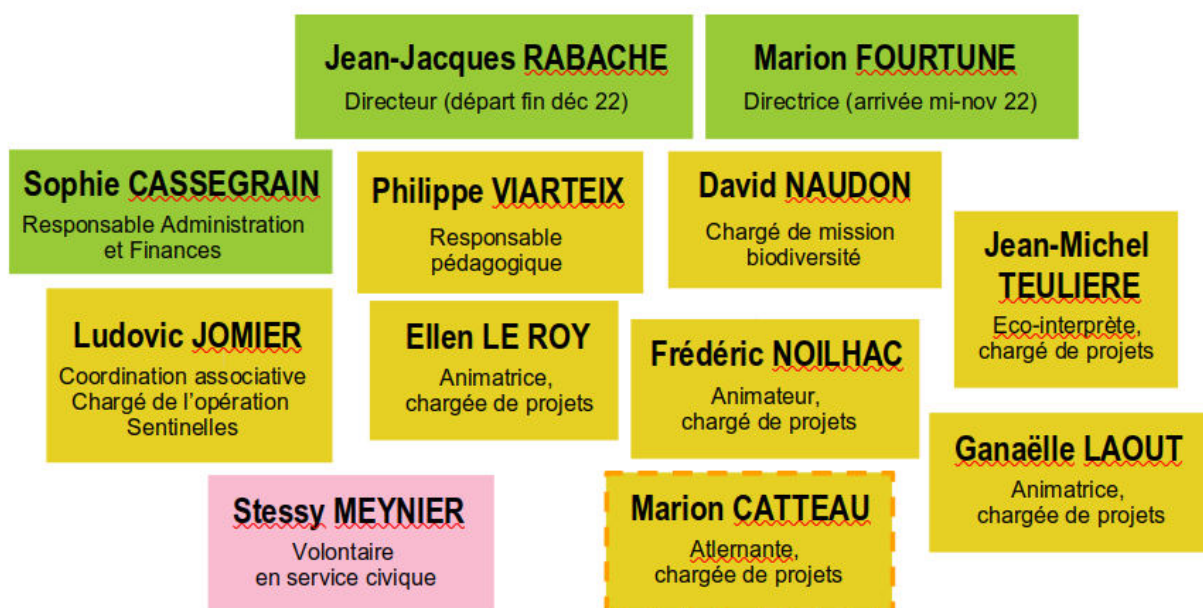 Jean-Jacques RABACHE
Directeur (départ fin déc 22)
Marion FOURTUNE
Directrice (arrivée mi-nov 22)
Sophie CASSEGRAIN
Responsable Administration
et Finances
Philippe VIARTEIX
Responsable
pédagogique
David NAUDON
Chargé de mission
biodiversité
Jean-Michel
TEULIERE
Eco-interprète,
chargé de projets
Ludovic JOMIER
Coordination associative
Chargé de l’opération
Sentinelles
Ellen LE ROY
Animatrice,
chargée de projets
Frédéric NOILHAC
Animateur,
chargé de projets
Ganaëlle LAOUT
Animatrice,
chargée de projets
Stessy MEYNIER
Volontaire
en service civique
Marion CATTEAU
Atlernante,
chargée de projets